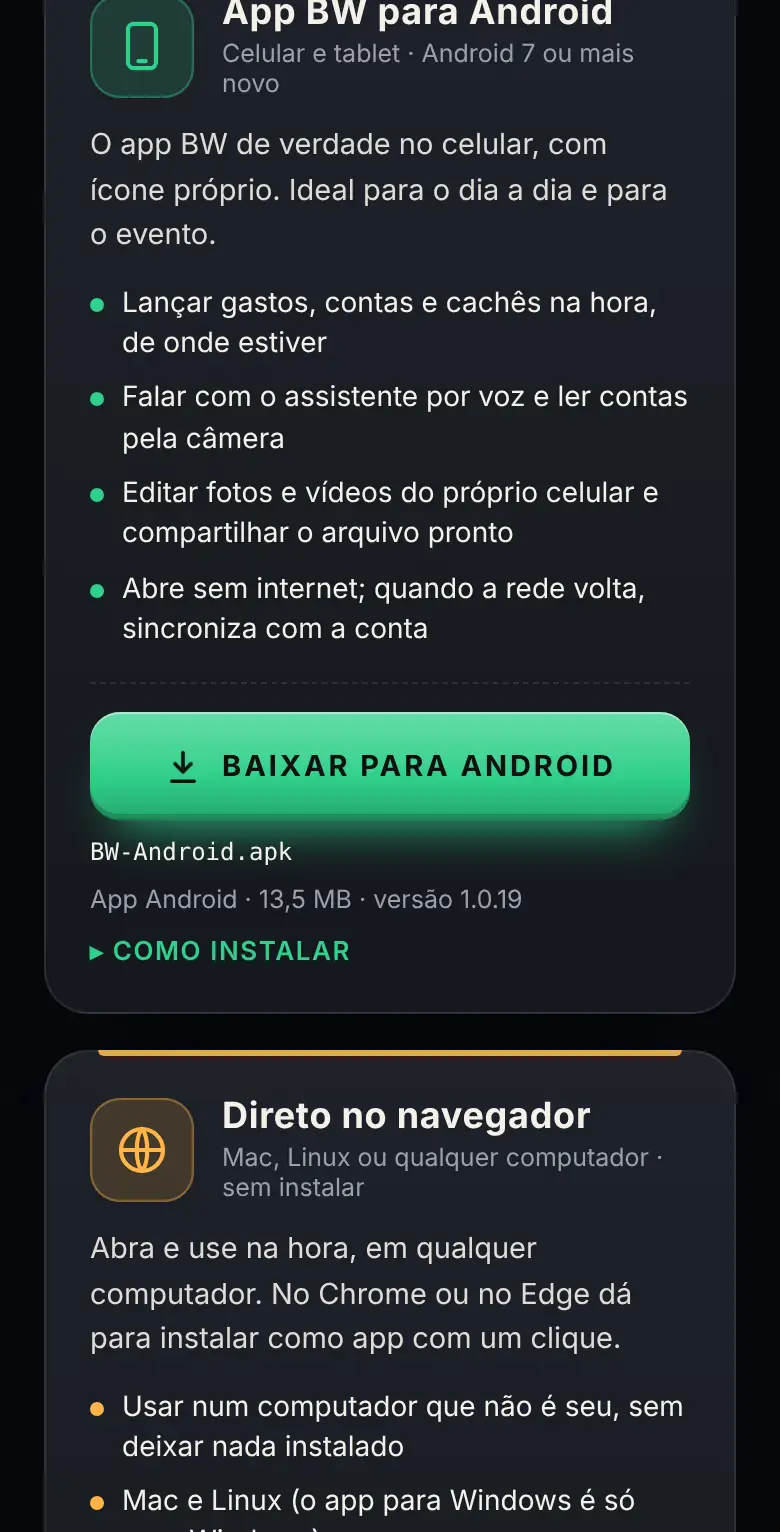 App BW para Android
Celular e tablet · Android 7 ou mais
novo
O app BW de verdade no celular, com
ícone próprio. Ideal para o dia a dia e para
o evento.
Lançar gastos, contas e cachês na hora,
de onde estiver
Falar com o assistente por voz e ler contas
pela câmera
Editar fotos e vídeos do próprio celular e
compartilhar o arquivo pronto
Abre sem internet; quando a rede volta,
sincroniza com a conta
BAIXAR PARA ANDROID
BW-Android.apk
App Android · 13,5 MB · versão 1.0.19
▸ COMO INSTALAR
Direto no navegador
Mac, Linux ou qualquer computador ·
sem instalar
Abra e use na hora, em qualquer
computador. No Chrome ou no Edge dá
para instalar como app com um clique.
Usar num computador que não é seu, sem
deixar nada instalado
Mac e Linux (o app para Windows é só